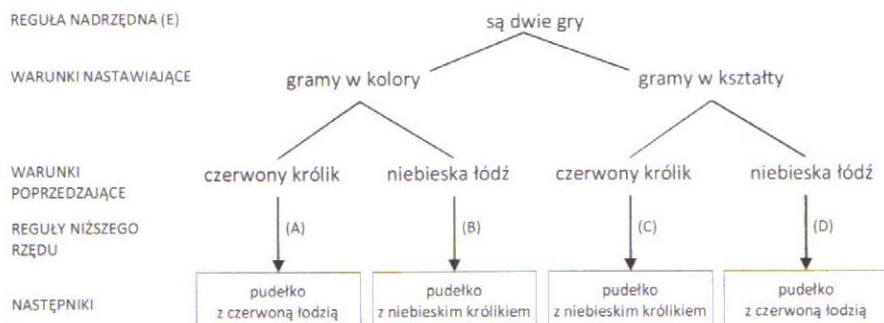 REGUŁA NADRZĘDNA (E) są dwie gry
WARUNKI NASTAWIAJĄCE gramy w kolory gramy w kształty
WARUNKI
POPRZEDZAJĄCE
czerwony królik niebieska łódź czerwony królik niebieska łódź
REGUŁY NIŻSZEGO
RZĘDU
(A) (B) (C) (D)
NASTĘPNIKI
pudełko
z czerwoną łodzią
pudełko
z niebieskim królikiem
pudełko
z niebieskim królikiem
pudełko
z czerwoną łodzią